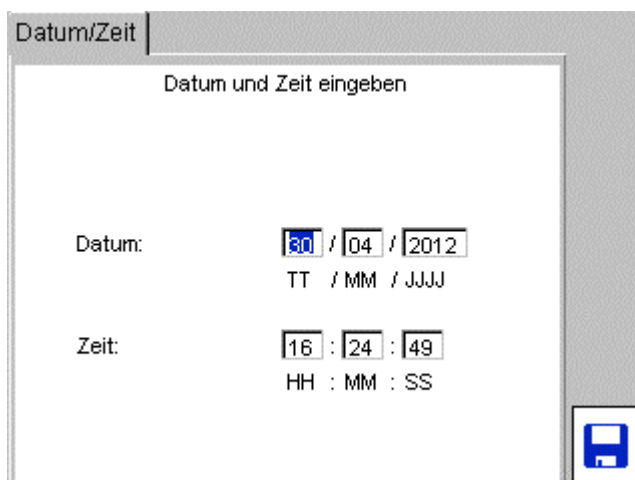 Datum/Zeit
Datum und Zeit eingeben
Datum: 30 / 04 / 2012
TT / MM / JJJJ
Zeit: 16 : 24 : 49
HH : MM : SS